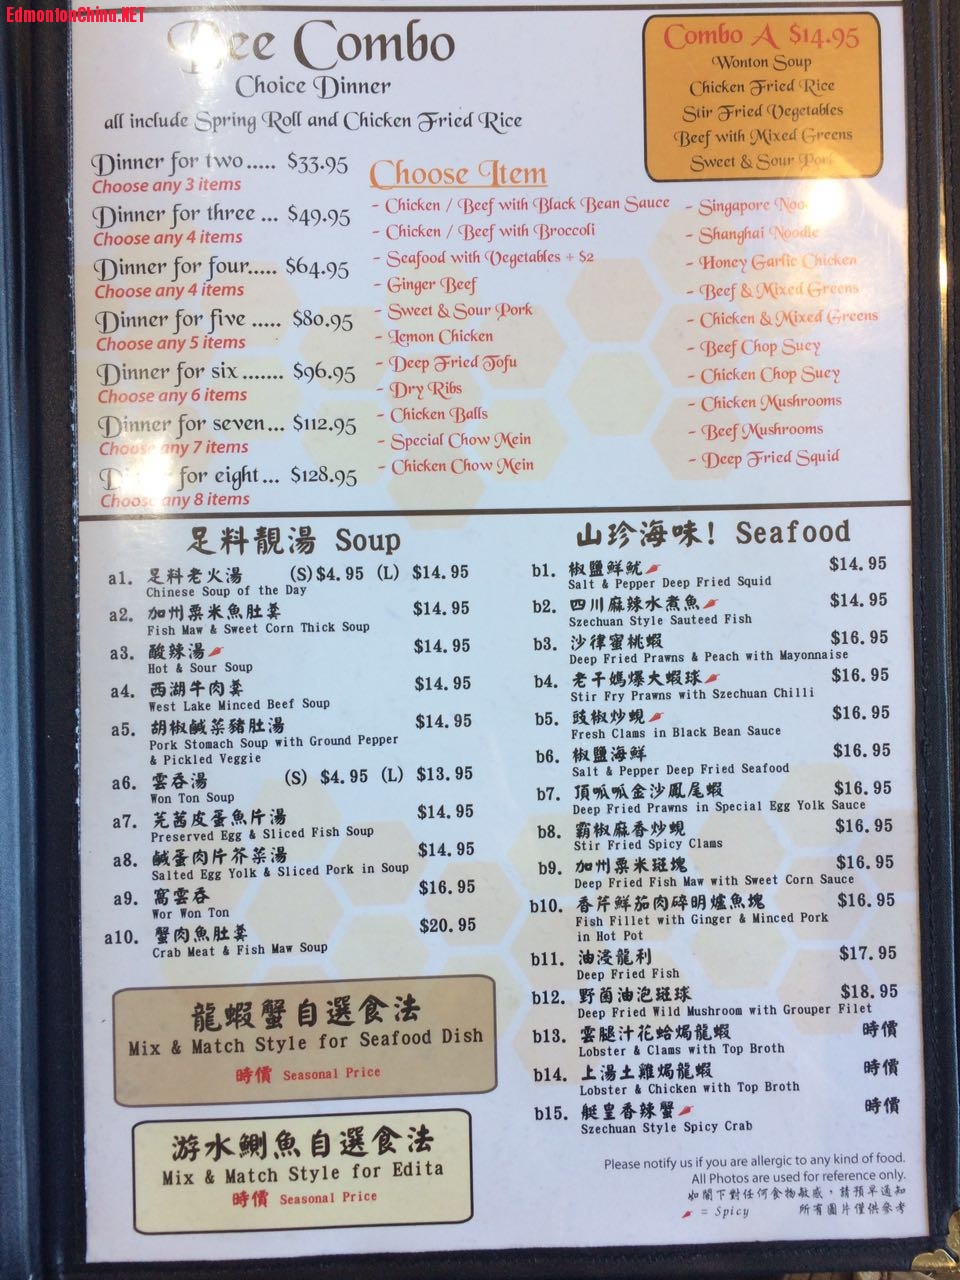 EdmontonChina.NET
Bee Combo
Choice Dinner
all include Spring Roll and Chicken Fried Rice
Dinner for two ..... $33.95
Choose any 3 items
Dinner for three ... $49.95
Choose any 4 items
Dinner for four..... $64.95
Choose any 4 items
Dinner for five ..... $80.95
Choose any 5 items
Dinner for six ....... $96.95
Choose any 6 items
Dinner for seven ... $112.95
Choose any 7 items
Dinner for eight ... $128.95
Choose any 8 items
Combo A $14.95
Wonton Soup
Chicken Fried Rice
Stir Fried Vegetables
Beef with Mixed Greens
Sweet & Sour Pork
Choose Item
- Chicken / Beef with Black Bean Sauce
- Chicken / Beef with Broccoli
- Seafood with Vegetables + $2
- Ginger Beef
- Sweet & Sour Pork
- Lemon Chicken
- Deep Fried Tofu
- Dry Ribs
- Chicken Balls
- Special Chow Mein
- Chicken Chow Mein
- Singapore Noo
- Shanghai Noodle
- Honey Garlic Chicken
- Beef & Mixed Greens
- Chicken & Mixed Greens
- Beef Chop Suey
- Chicken Chop Suey
- Chicken Mushrooms
- Beef Mushrooms
- Deep Fried Squid
足料靚湯 Soup
a1. 足料老火湯 (S)$4.95 (L) $14.95
Chinese Soup of the Day
a2. 加州粟米魚肚羹 $14.95
Fish Maw & Sweet Corn Thick Soup
a3. 酸辣湯 $14.95
Hot & Sour Soup
a4. 西湖牛肉羹 $14.95
West Lake Minced Beef Soup
a5. 胡椒鹹菜豬肚湯 $14.95
Pork Stomach Soup with Ground Pepper
& Pickled Veggie
a6. 雲吞湯 (S) $4.95 (L) $13.95
Won Ton Soup
a7. 芫茜皮蛋魚片湯 $14.95
Preserved Egg & Sliced Fish Soup
a8. 鹹蛋肉片芥菜湯 $14.95
Salted Egg Yolk & Sliced Pork in Soup
a9. 窩雲吞 $16.95
Wor Won Ton
a10. 蟹肉魚肚羹 $20.95
Crab Meat & Fish Maw Soup
龍蝦蟹自選食法
Mix & Match Style for Seafood Dish
時價 Seasonal Price
游水鰂魚自選食法
Mix & Match Style for Edita
時價 Seasonal Price
山珍海味! Seafood
b1. 椒鹽鮮魷 $14.95
Salt & Pepper Deep Fried Squid
b2. 四川麻辣水煮魚 $14.95
Szechuan Style Sauteed Fish
b3. 沙律蜜桃蝦 $16.95
Deep Fried Prawns & Peach with Mayonnaise
b4. 老干媽爆大蝦球 $16.95
Stir Fry Prawns with Szechuan Chilli
b5. 豉椒炒蜆 $16.95
Fresh Clams in Black Bean Sauce
b6. 椒鹽海鮮 $16.95
Salt & Pepper Deep Fried Seafood
b7. 頂呱呱金沙鳳尾蝦 $16.95
Deep Fried Prawns in Special Egg Yolk Sauce
b8. 霸椒麻香炒蜆 $16.95
Stir Fried Spicy Clams
b9. 加州粟米斑塊 $16.95
Deep Fried Fish Maw with Sweet Corn Sauce
b10. 香芹鮮茄肉碎明爐魚塊 $16.95
Fish Fillet with Ginger & Minced Pork
in Hot Pot
b11. 油浸龍利 $17.95
Deep Fried Fish
b12. 野菌油泡斑球 $18.95
Deep Fried Wild Mushroom with Grouper Filet
b13. 雲腿汁花蛤焗龍蝦 時價
Lobster & Clams with Top Broth
b14. 上湯土雞焗龍蝦 時價
Lobster & Chicken with Top Broth
b15. 艇皇香辣蟹 時價
Szechuan Style Spicy Crab
Please notify us if you are allergic to any kind of food.
All Photos are used for reference only.
如閣下對任何食物敏感，請預早通知
= Spicy 所有圖片僅供參考